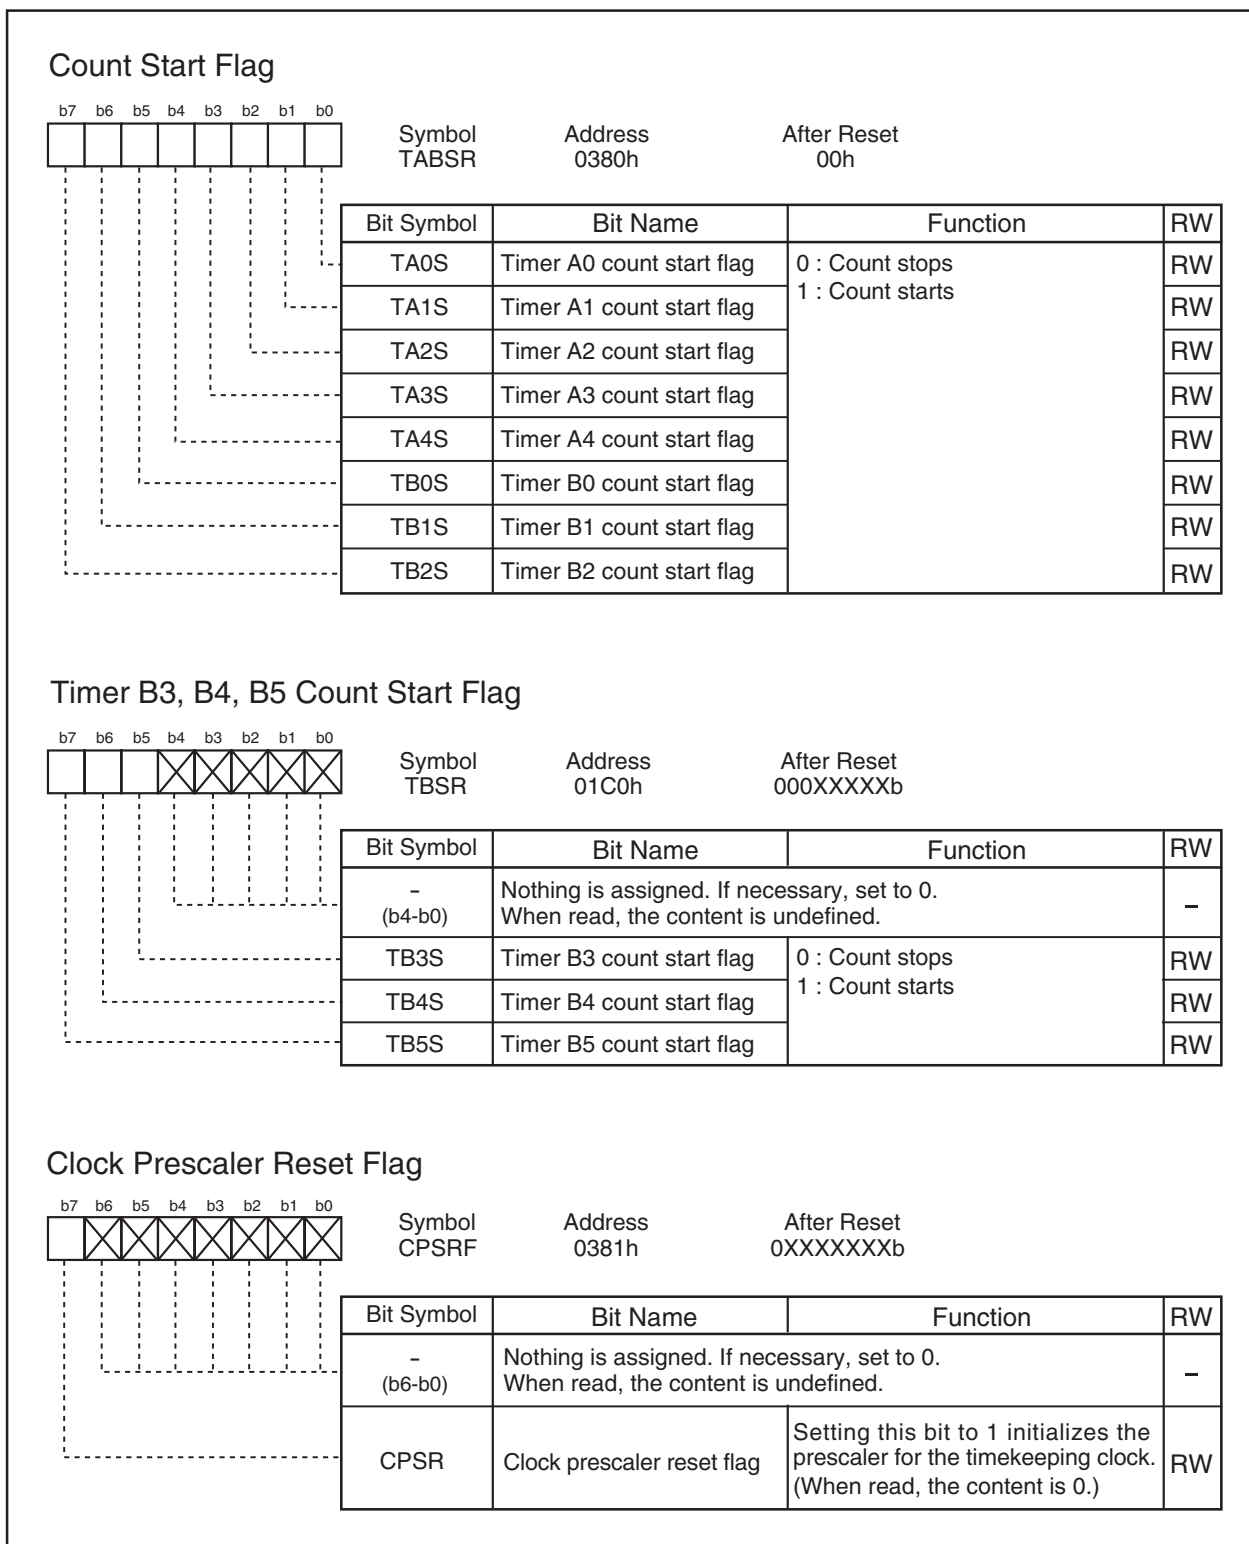 Count Start Flag
b7 b6 b5 b4 b3 b2 b1 b0
Symbol Address After Reset
TABSR 0380h 00h
Bit Symbol Bit Name Function RW
TA0S Timer A0 count start flag 0 : Count stops RW
1 : Count starts
TA1S Timer A1 count start flag RW
TA2S Timer A2 count start flag RW
TA3S Timer A3 count start flag RW
TA4S Timer A4 count start flag RW
TB0S Timer B0 count start flag RW
TB1S Timer B1 count start flag RW
TB2S Timer B2 count start flag RW
Timer B3, B4, B5 Count Start Flag
b7 b6 b5 b4 b3 b2 b1 b0
Symbol Address After Reset
TBSR 01C0h 000XXXXXb
Bit Symbol Bit Name Function RW
– Nothing is assigned. If necessary, set to 0.
(b4-b0) When read, the content is undefined. –
TB3S Timer B3 count start flag 0 : Count stops RW
1 : Count starts
TB4S Timer B4 count start flag RW
TB5S Timer B5 count start flag RW
Clock Prescaler Reset Flag
b7 b6 b5 b4 b3 b2 b1 b0
Symbol Address After Reset
CPSRF 0381h 0XXXXXXXb
Bit Symbol Bit Name Function RW
– Nothing is assigned. If necessary, set to 0.
(b6-b0) When read, the content is undefined. –
Setting this bit to 1 initializes the
CPSR Clock prescaler reset flag prescaler for the timekeeping clock. RW
(When read, the content is 0.)